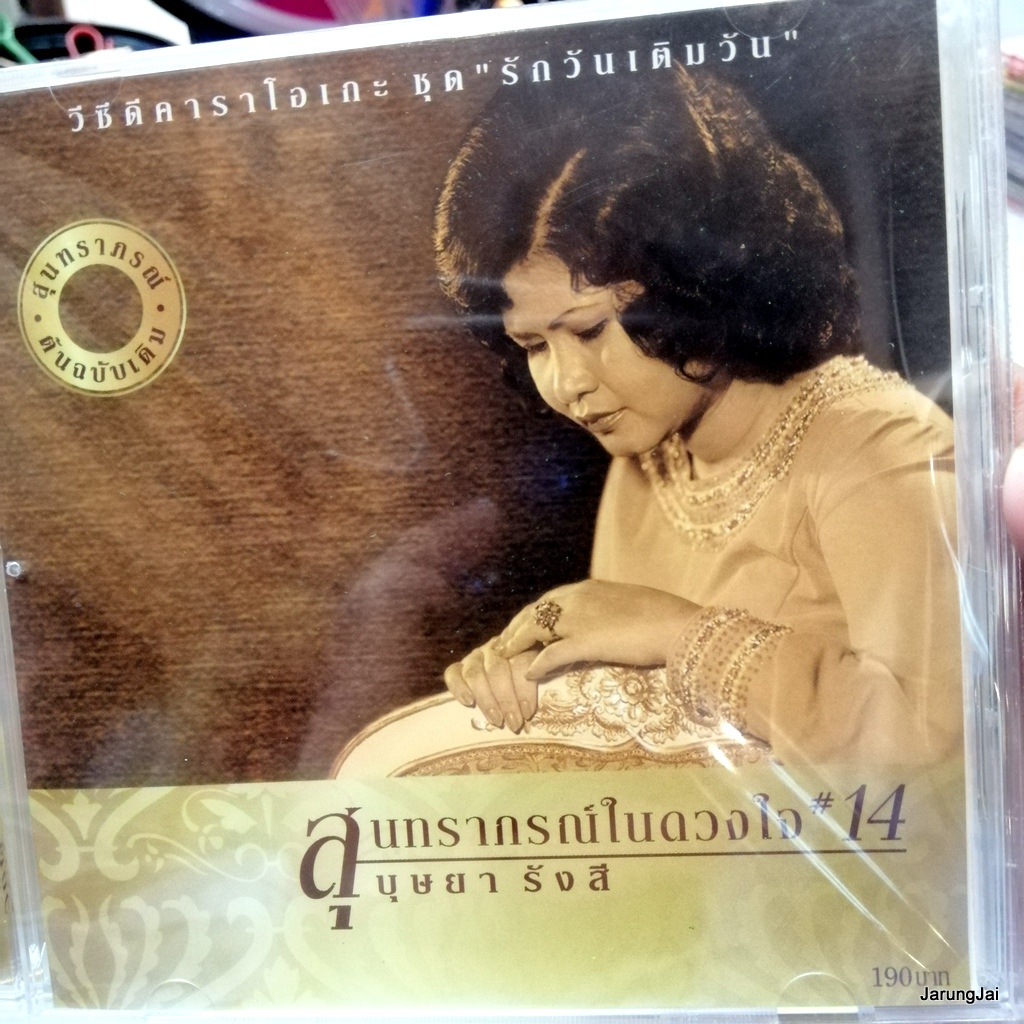 วีซีดีคาราโอเกะ ชุด "รักวันเติมวัน"
สุนทราภรณ์
ต้นฉบับเดิม
สุนทราภรณ์ในดวงใจ #14
บุษยา รังสี
190บาท
JarungJai